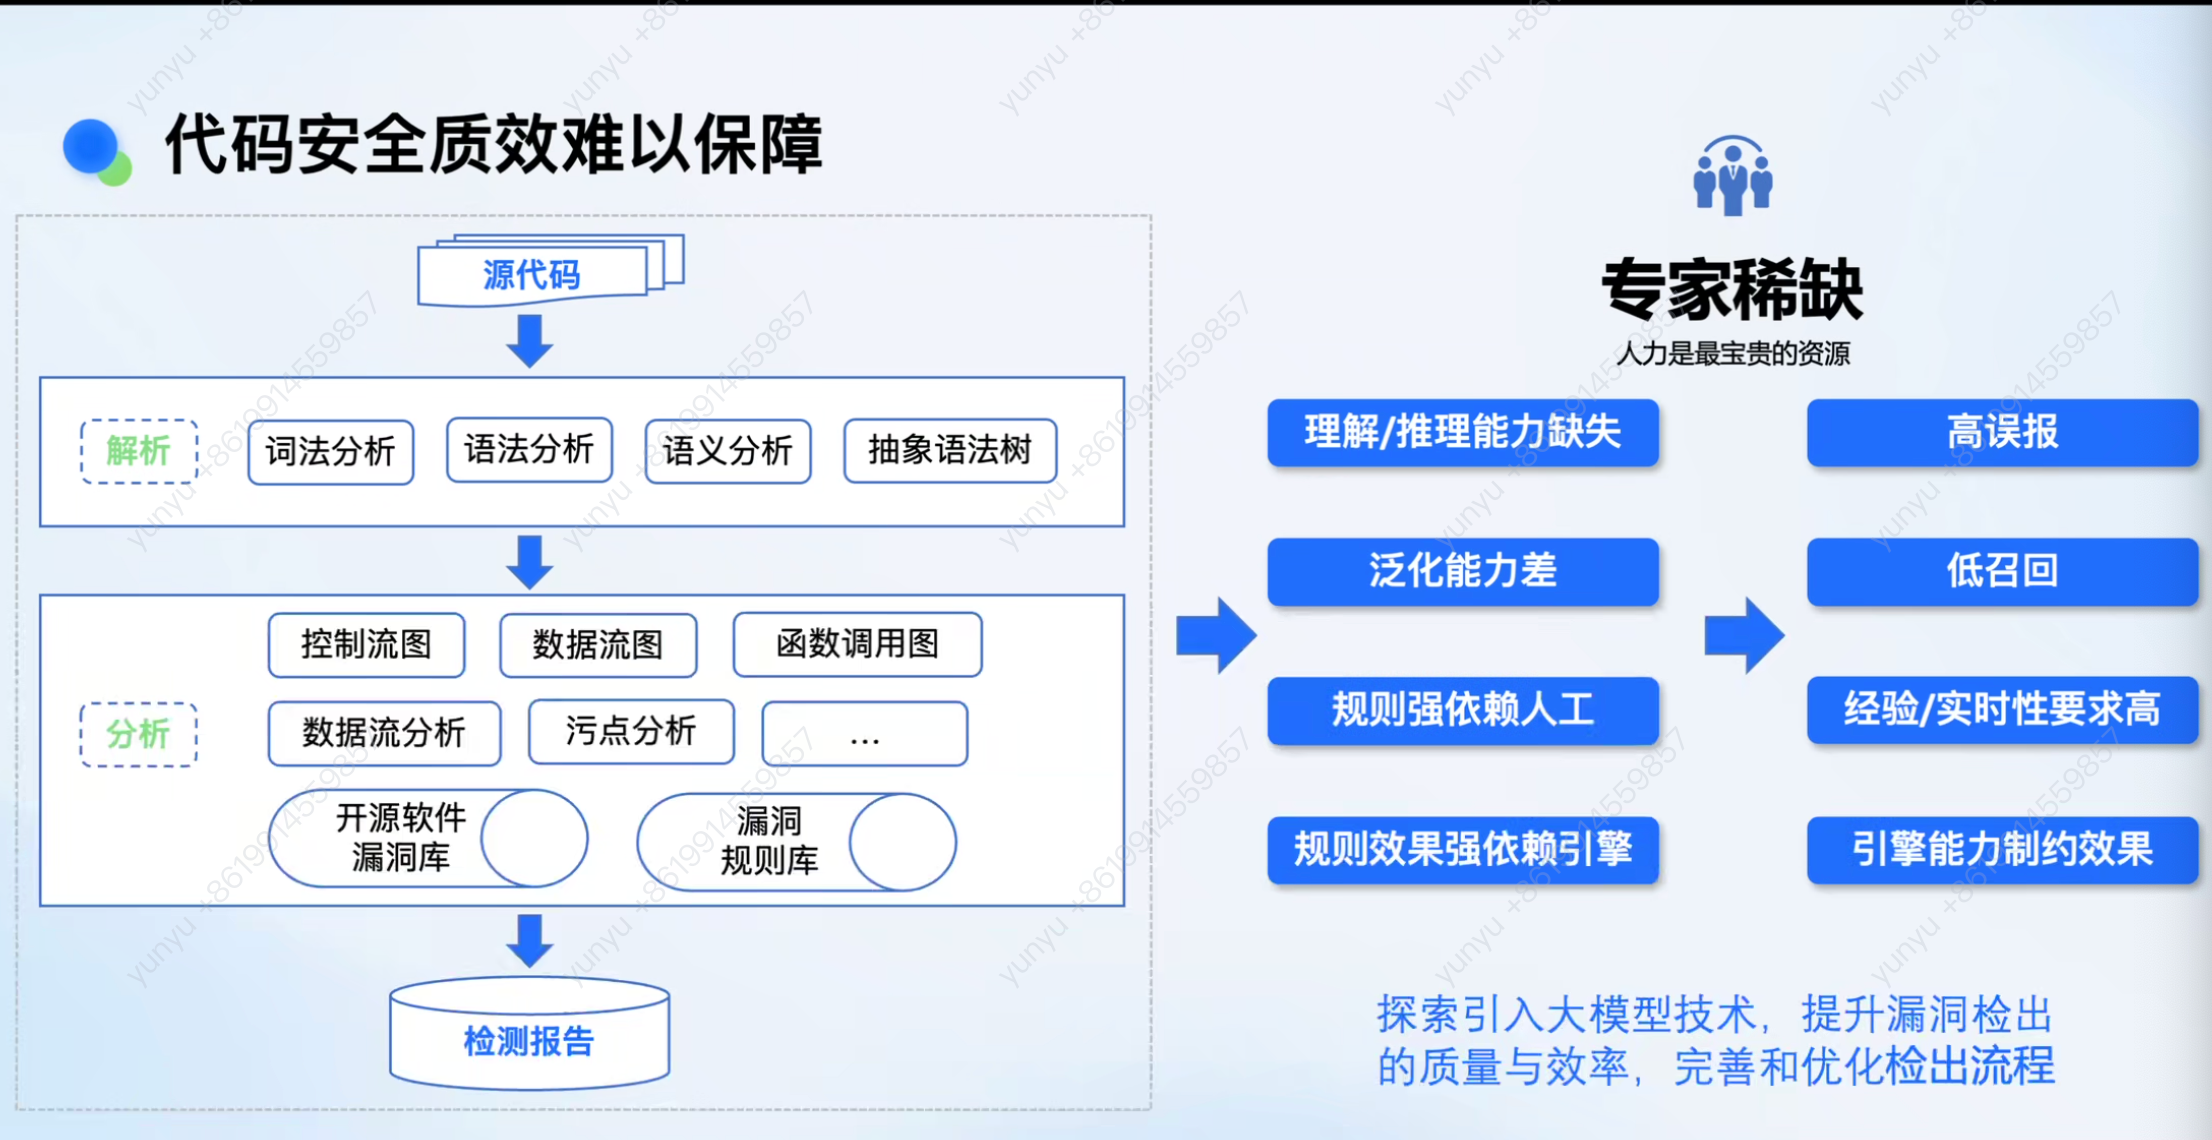 代码安全质效难以保障
源代码
解析
词法分析
语法分析
语义分析
抽象语法树
分析
控制流图
数据流图
函数调用图
数据流分析
污点分析
...
开源软件
漏洞库
漏洞
规则库
检测报告
专家稀缺
人力是最宝贵的资源
理解/推理能力缺失
高误报
泛化能力差
低召回
规则强依赖人工
经验/实时性要求高
规则效果强依赖引擎
引擎能力制约效果
探索引入大模型技术，提升漏洞检出
的质量与效率，完善和优化检出流程
yunyu +8619914559857